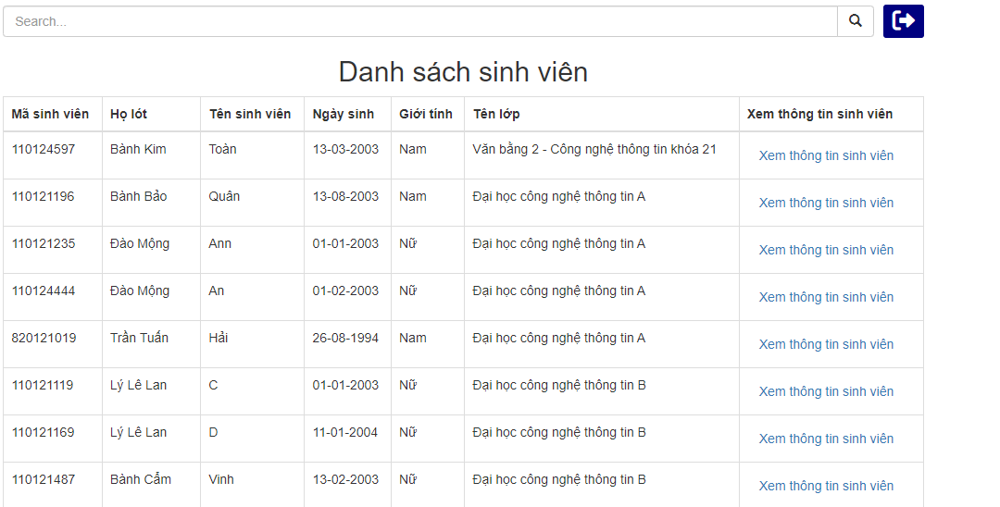 Search...
Danh sách sinh viên
Mã sinh viên Họ lót Tên sinh viên Ngày sinh Giới tính Tên lớp Xem thông tin sinh viên
110124597 Bành Kim Toàn 13-03-2003 Nam Văn bằng 2 - Công nghệ thông tin khóa 21 Xem thông tin sinh viên
110121196 Bành Bảo Quân 13-08-2003 Nam Đại học công nghệ thông tin A Xem thông tin sinh viên
110121235 Đào Mộng Ann 01-01-2003 Nữ Đại học công nghệ thông tin A Xem thông tin sinh viên
110124444 Đào Mộng An 01-02-2003 Nữ Đại học công nghệ thông tin A Xem thông tin sinh viên
820121019 Trần Tuấn Hải 26-08-1994 Nam Đại học công nghệ thông tin A Xem thông tin sinh viên
110121119 Lý Lê Lan C 01-01-2003 Nữ Đại học công nghệ thông tin B Xem thông tin sinh viên
110121169 Lý Lê Lan D 11-01-2004 Nữ Đại học công nghệ thông tin B Xem thông tin sinh viên
110121487 Bành Cẩm Vinh 13-02-2003 Nữ Đại học công nghệ thông tin B Xem thông tin sinh viên